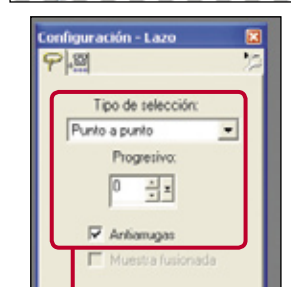 Configuración - Lazo
Tipo de selección:
Punto a punto
Progresivo:
0
Antiarrugas
Muestra fusionada